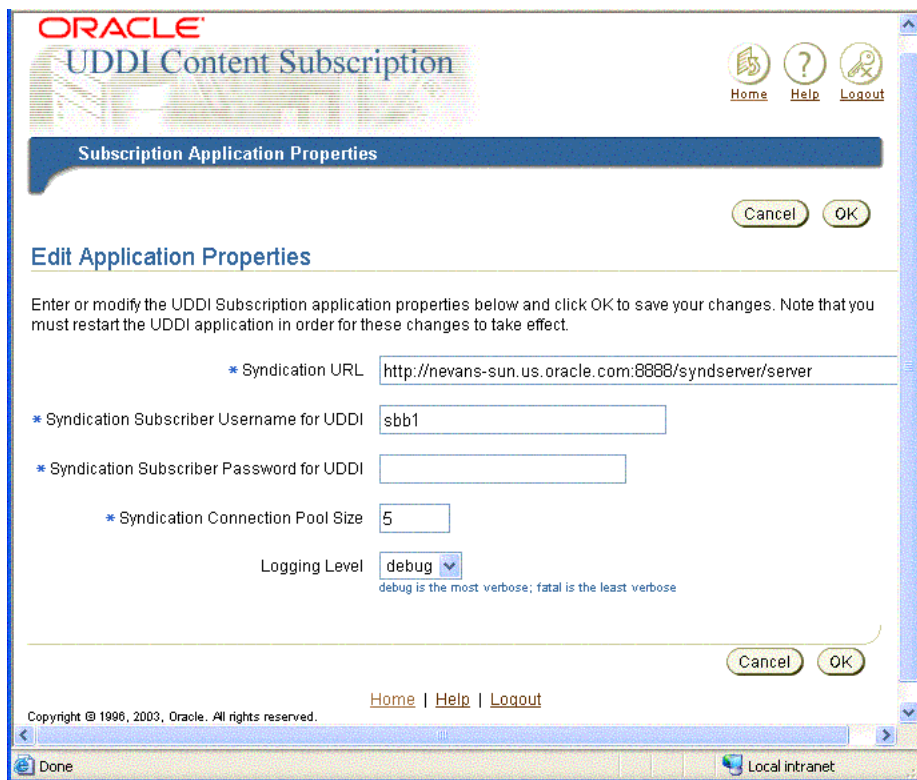 ORACLE
UDDI Content Subscription
Home Help Logout
Subscription Application Properties
Cancel OK
Edit Application Properties
Enter or modify the UDDI Subscription application properties below and click OK to save your changes. Note that you
must restart the UDDI application in order for these changes to take effect.
* Syndication URL http://nevans-sun.us.oracle.com:8888/syndserver/server
* Syndication Subscriber Username for UDDI sbb1
* Syndication Subscriber Password for UDDI
* Syndication Connection Pool Size 5
Logging Level debug
debug is the most verbose; fatal is the least verbose
Cancel OK
Home | Help | Logout
Copyright © 1996, 2003, Oracle. All rights reserved.
Done Local intranet